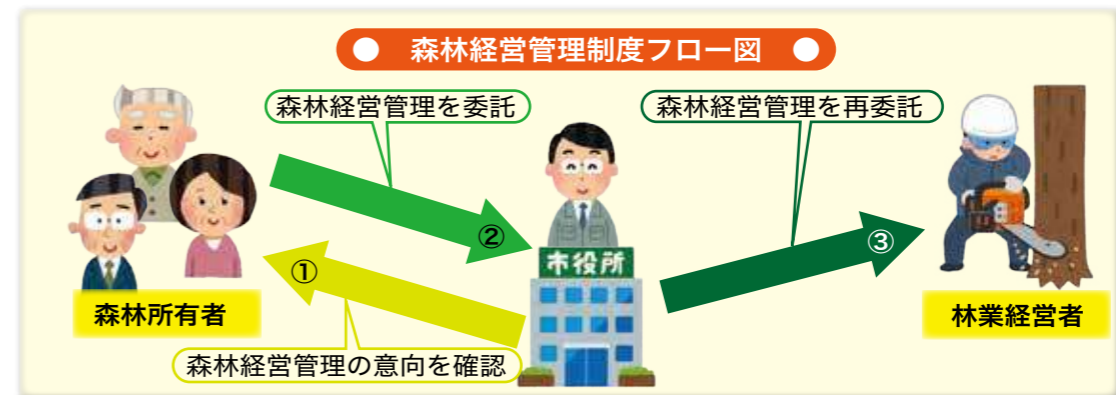 ● 森林経営管理制度フロー図 ●
森林経営管理を委託
森林経営管理を再委託
②
市役所
③
①
森林所有者
林業経営者
森林経営管理の意向を確認